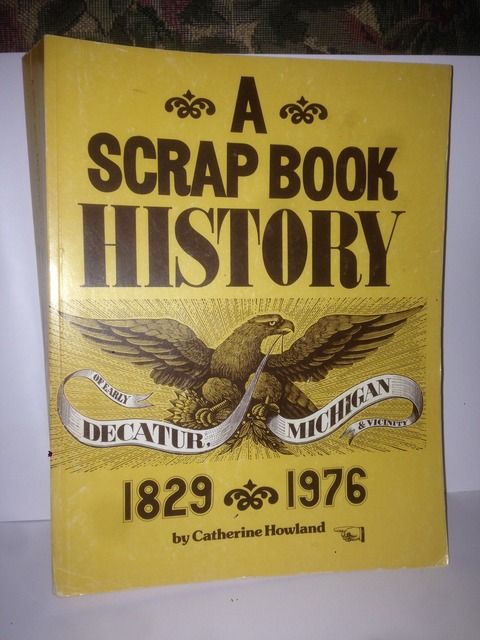 A
SCRAP BOOK
HISTORY
OF EARLY
DECATUR, MICHIGAN
& VICINITY
1829 1976
by Catherine Howland